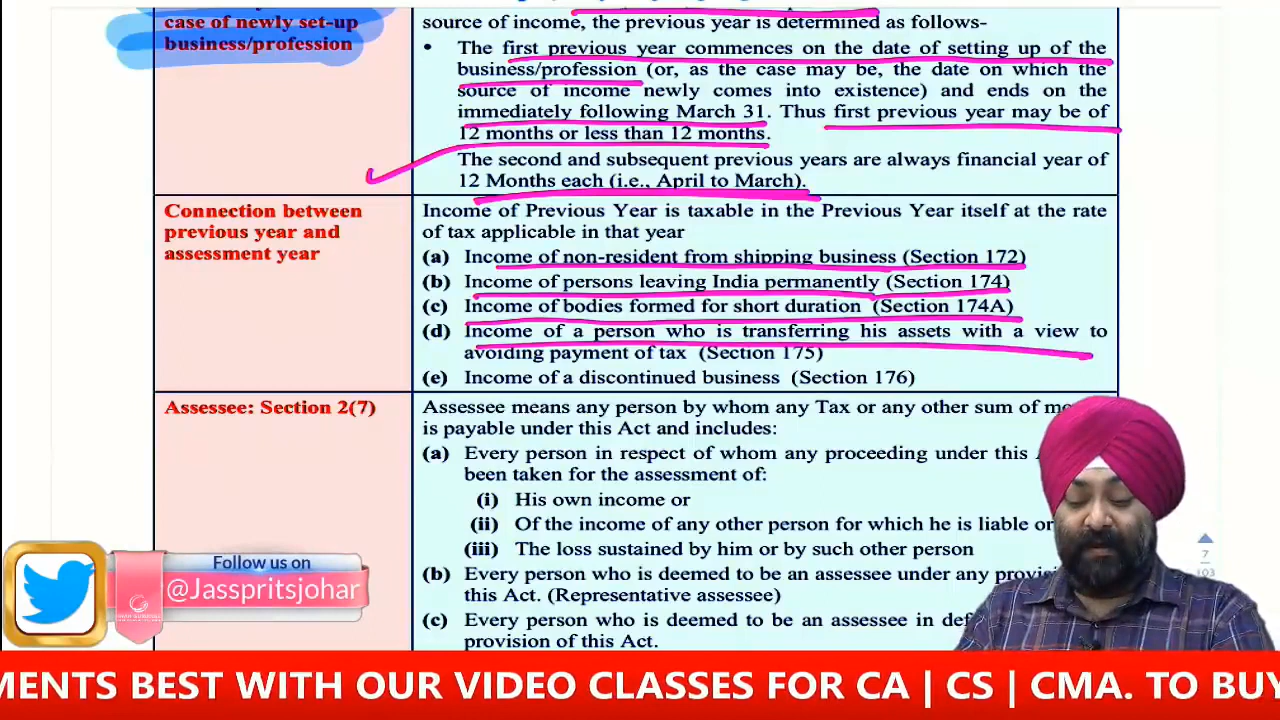 case of newly set-up
business/profession
source of income, the previous year is determined as follows-
• The first previous year commences on the date of setting up of the
business/profession (or, as the case may be, the date on which the
source of income newly comes into existence) and ends on the
immediately following March 31. Thus first previous year may be of
12 months or less than 12 months.
The second and subsequent previous years are always financial year of
12 Months each (i.e., April to March).
Connection between
previous year and
assessment year
Income of Previous Year is taxable in the Previous Year itself at the rate
of tax applicable in that year
(a) Income of non-resident from shipping business (Section 172)
(b) Income of persons leaving India permanently (Section 174)
(c) Income of bodies formed for short duration (Section 174A)
(d) Income of a person who is transferring his assets with a view to
avoiding payment of tax (Section 175)
(e) Income of a discontinued business (Section 176)
Assessee: Section 2(7)
Assessee means any person by whom any Tax or any other sum of
is payable under this Act and includes:
(a) Every person in respect of whom any proceeding under this
been taken for the assessment of:
(i) His own income or
(ii) Of the income of any other person for which he is liable or
(iii) The loss sustained by him or by such other person
(b) Every person who is deemed to be an assessee under any
this Act. (Representative assessee)
(c) Every person who is deemed to be an assessee in
provision of this Act.
7
Follow us on
@Jasspritsjohar
MENTS BEST WITH OUR VIDEO CLASSES FOR CA | CS | CMA. TO BUY